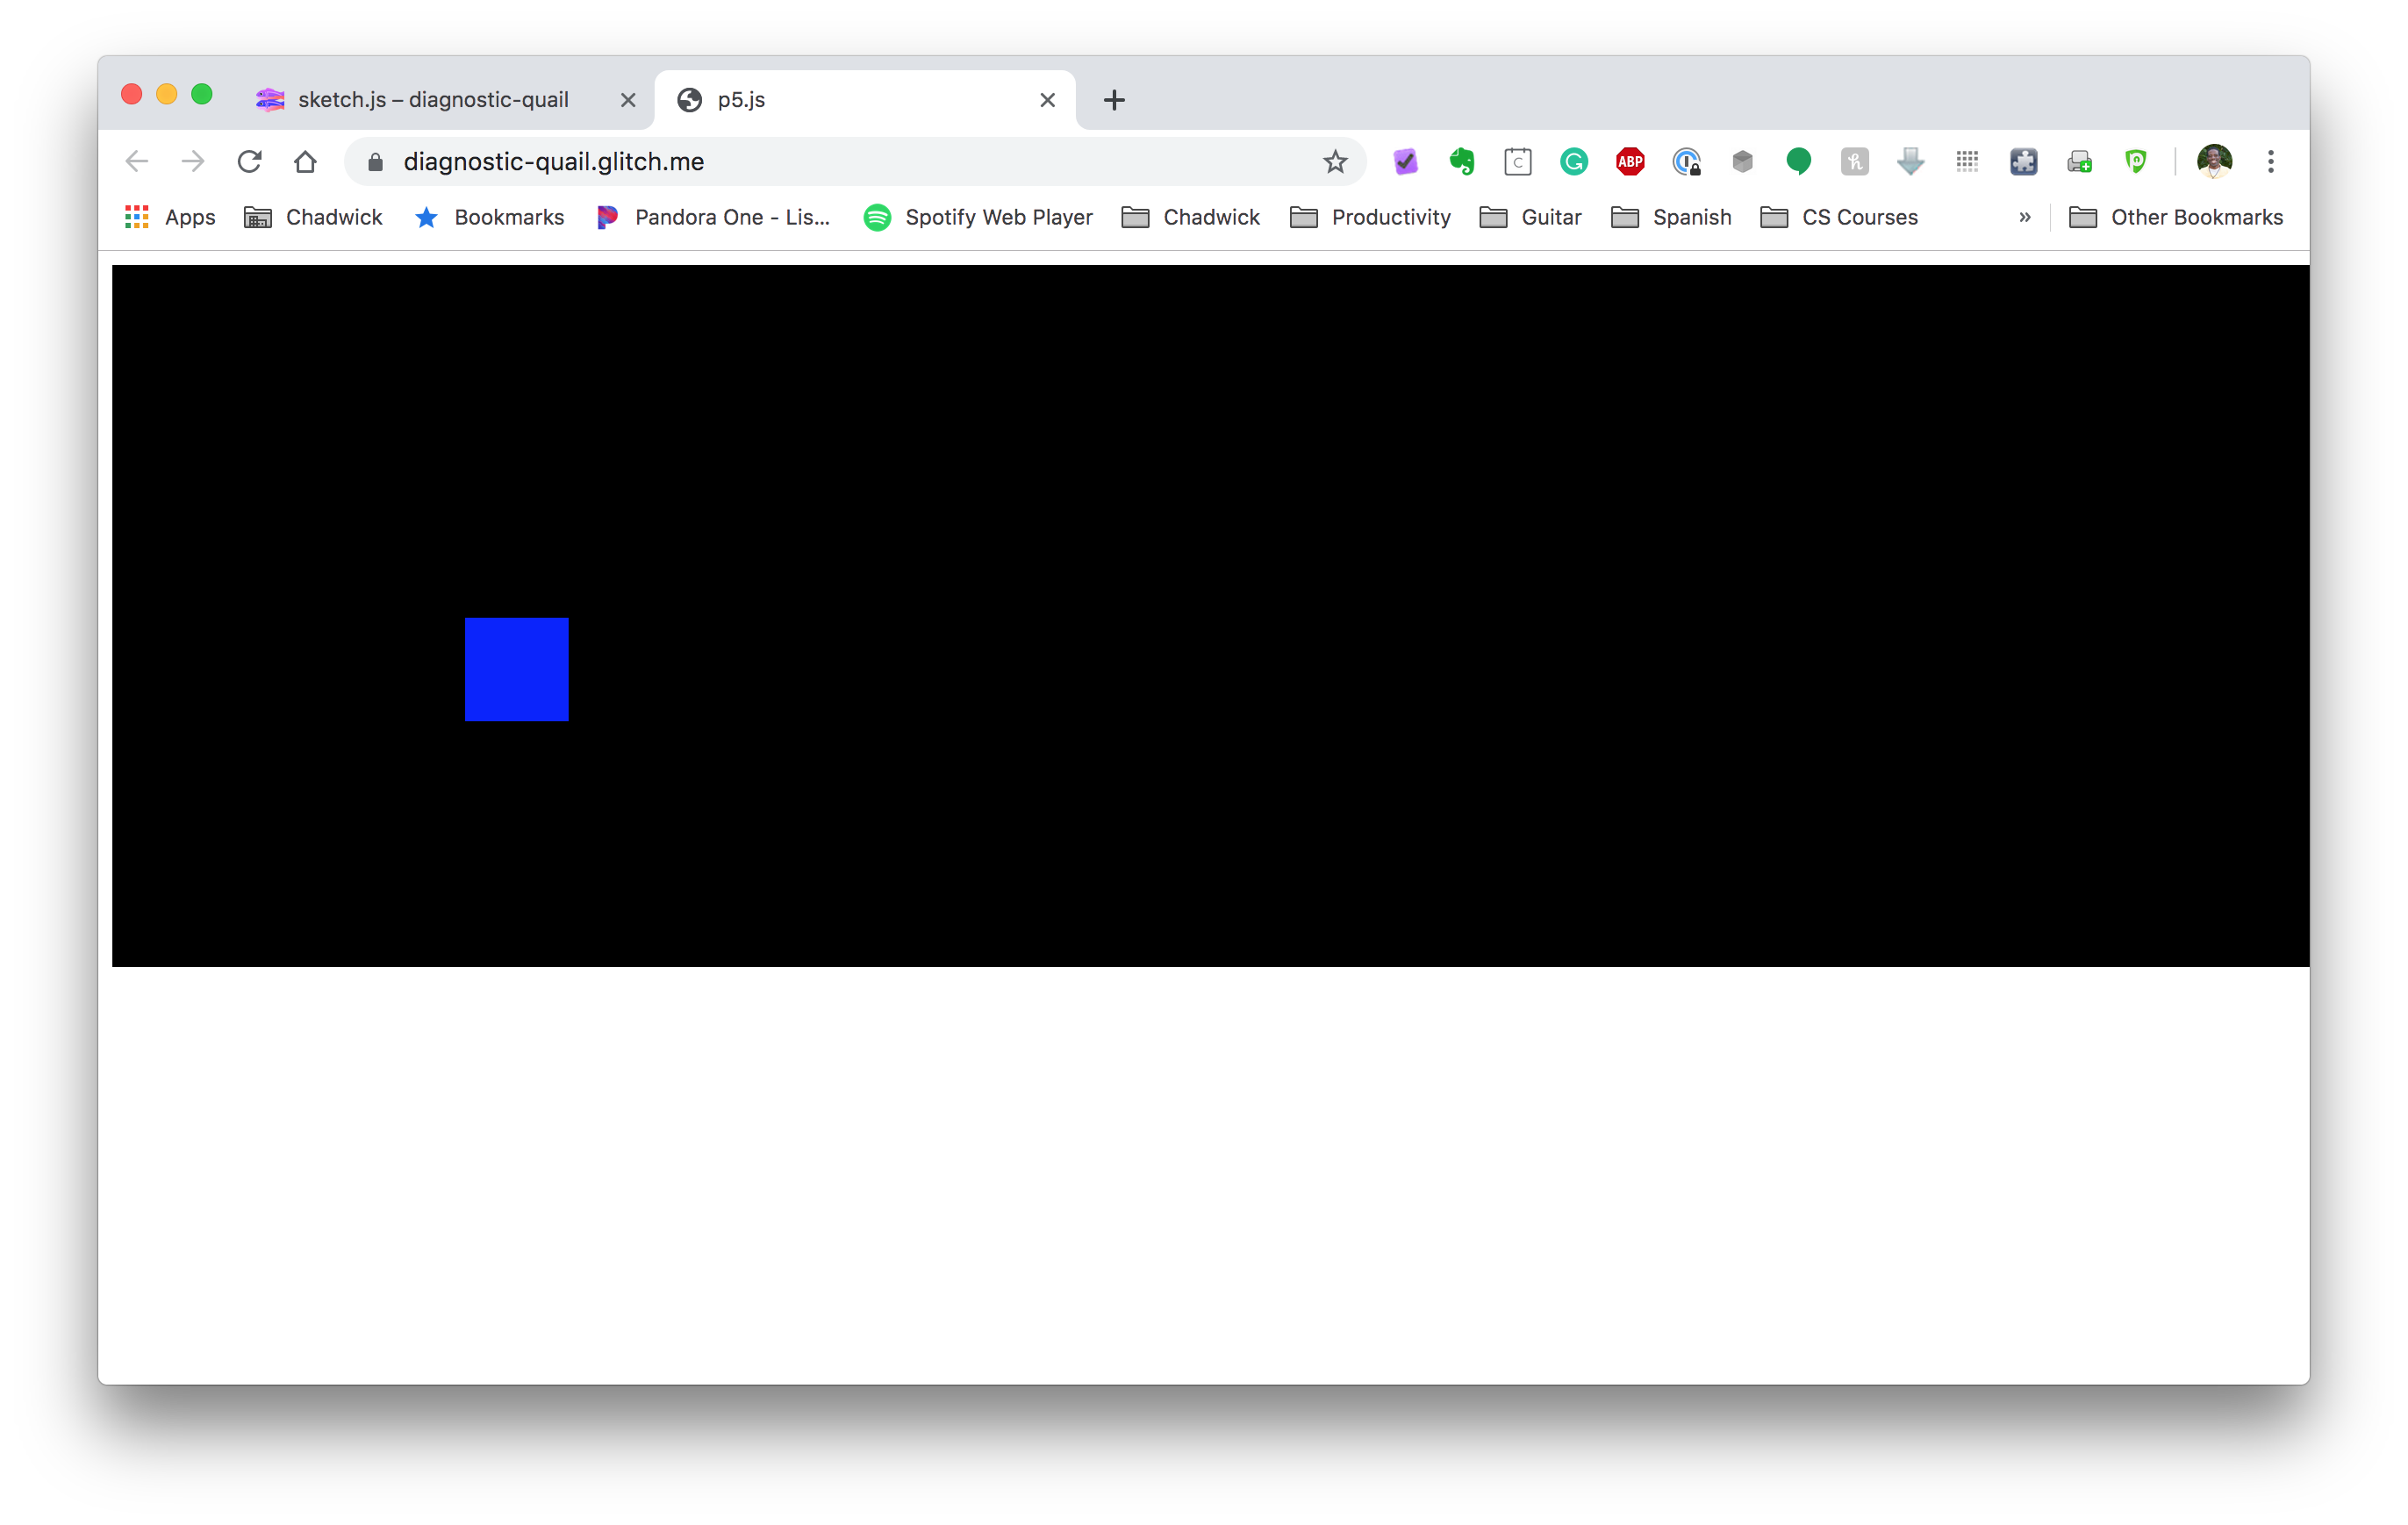 sketch.js – diagnostic-quail
p5.js
diagnostic-quail.glitch.me
C
G
ABP
h
Apps
Chadwick
Bookmarks
Pandora One - Lis...
Spotify Web Player
Chadwick
Productivity
Guitar
Spanish
CS Courses
»
Other Bookmarks